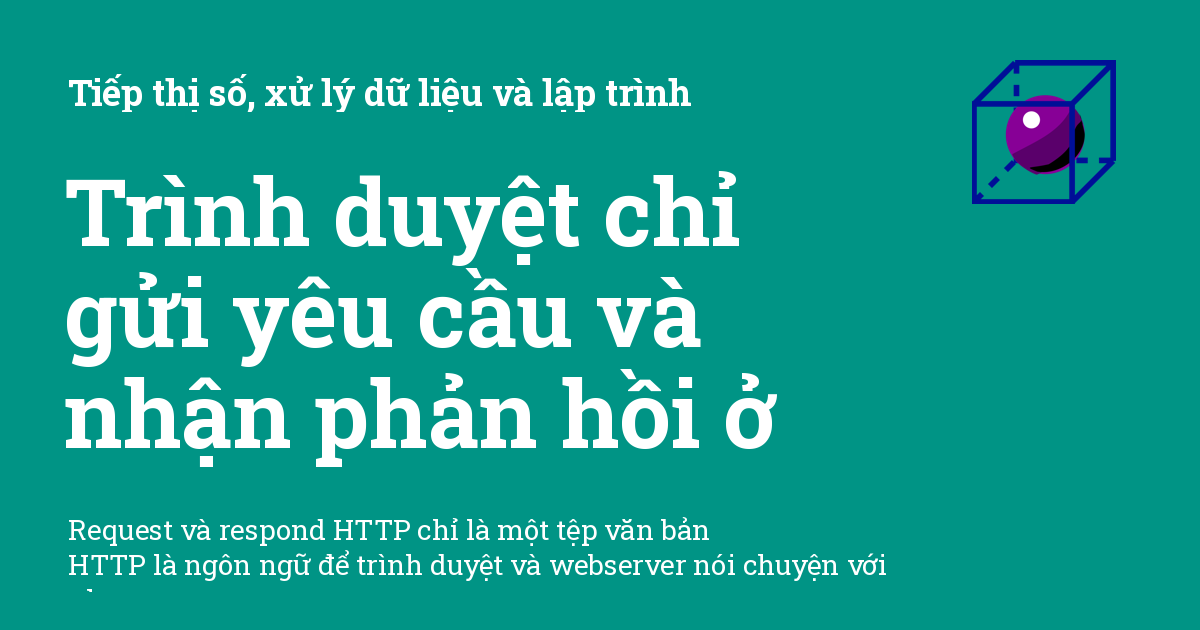 Tiếp thị số, xử lý dữ liệu và lập trình
Trình duyệt chỉ
gửi yêu cầu và
nhận phản hồi ở
Request và respond HTTP chỉ là một tệp văn bản
HTTP là ngôn ngữ để trình duyệt và webserver nói chuyện với